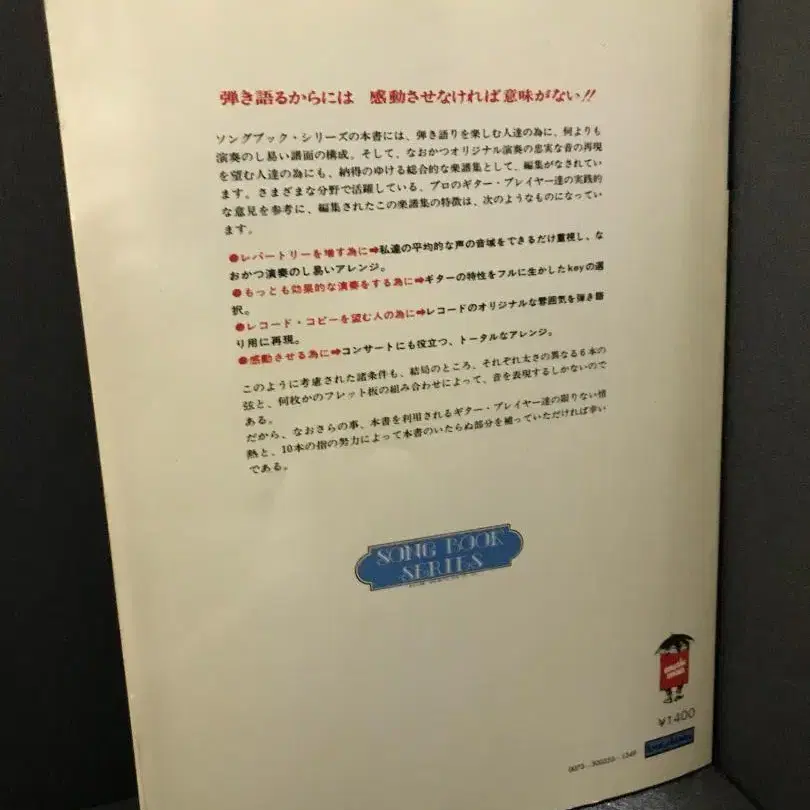 弾き語るからには 感動させなければ意味がない!!
ソングブック・シリーズの本書には、弾き語りを楽しむ人達の為に、何よりも
演奏のし易い譜面の構成。そして、なおかつオリジナル演奏の忠実な音の再現
を望む人達の為にも、納得のゆける総合的な楽譜集として、編集がなされてい
ます。さまざまな分野で活躍している、プロのギター・プレイヤー達の実践的
な意見を参考に、編集されたこの楽譜集の特徴は、次のようなものになってい
ます。
●レパートリーを増す為に➡私達の平均的な声の音域をできるだけ重視し、な
おかつ演奏のし易いアレンジ。
●もっとも効果的な演奏をする為に➡ギターの特性をフルに生かしたkeyの選
択。
●レコード・コピーを望む人の為に➡レコードのオリジナルな雰囲気を弾き語
り用に再現。
●感動させる為に➡コンサートにも役立つ、トータルなアレンジ。
このように考慮された諸条件も、結局のところ、それぞれ太さの異なる6本の
弦と、何枚かのフレット板の組み合わせによって、音を表現するしかないので
ある。
だから、なおさらの事、本書を利用されるギター・プレイヤー達の限りない情
熱と、10本の指の努力によって本書のいたらぬ部分を補っていただければ幸い
である。
SONG BOOK
SERIES
music
man
¥1400